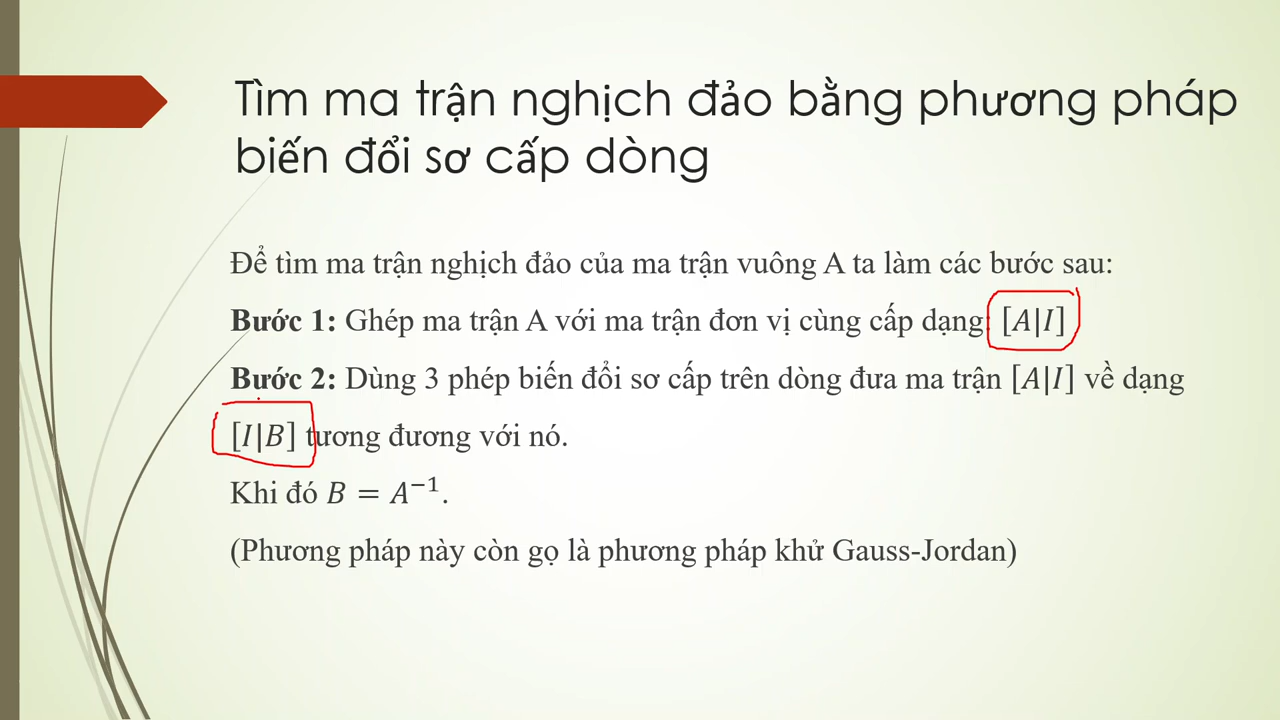 Tìm ma trận nghịch đảo bằng phương pháp
biến đổi sơ cấp dòng
Để tìm ma trận nghịch đảo của ma trận vuông A ta làm các bước sau:
Bước 1: Ghép ma trận A với ma trận đơn vị cùng cấp dạng: [A|I]
Bước 2: Dùng 3 phép biến đổi sơ cấp trên dòng đưa ma trận [A|I] về dạng
[I|B] tương đương với nó.
Khi đó B = A⁻¹.
(Phương pháp này còn gọ là phương pháp khử Gauss-Jordan)